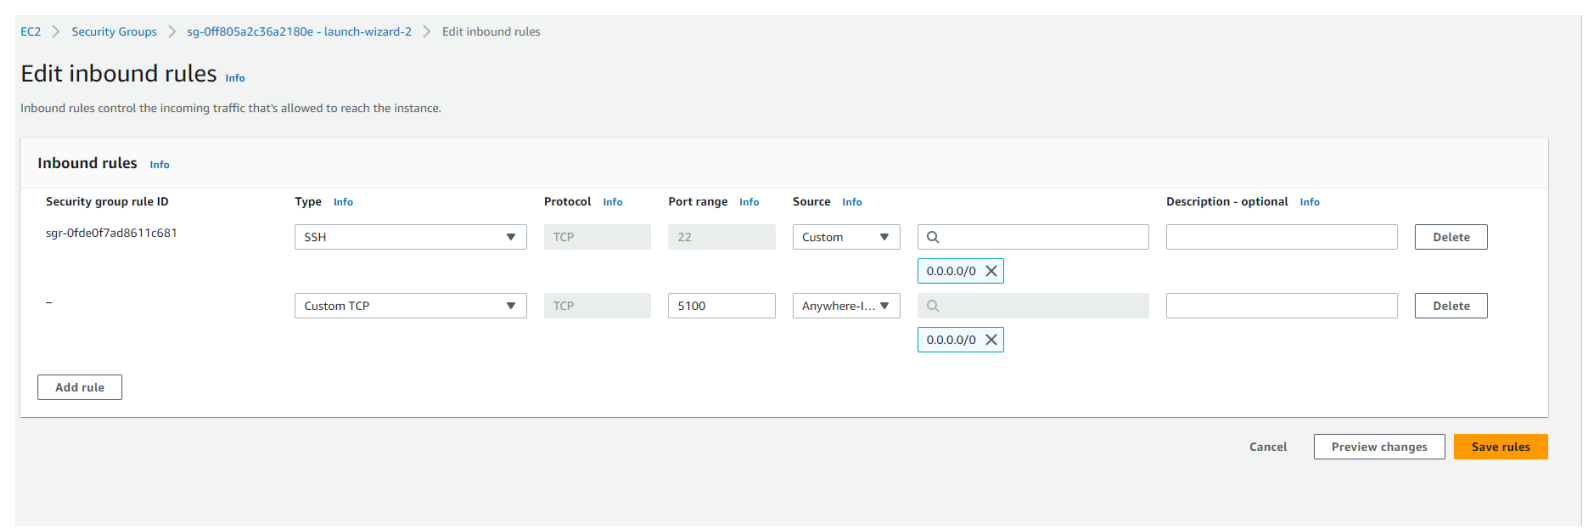 EC2 > Security Groups > sg-0ff805a2c36a2180e - launch-wizard-2 > Edit inbound rules
Edit inbound rules Info
Inbound rules control the incoming traffic that's allowed to reach the instance.
Inbound rules Info
Security group rule ID Type Info Protocol Info Port range Info Source Info Description - optional Info
sgr-0fde0f7ad8611c681 SSH TCP 22 Custom Delete
0.0.0.0/0
– Custom TCP TCP 5100 Anywhere-I... Delete
0.0.0.0/0
Add rule
Cancel Preview changes Save rules